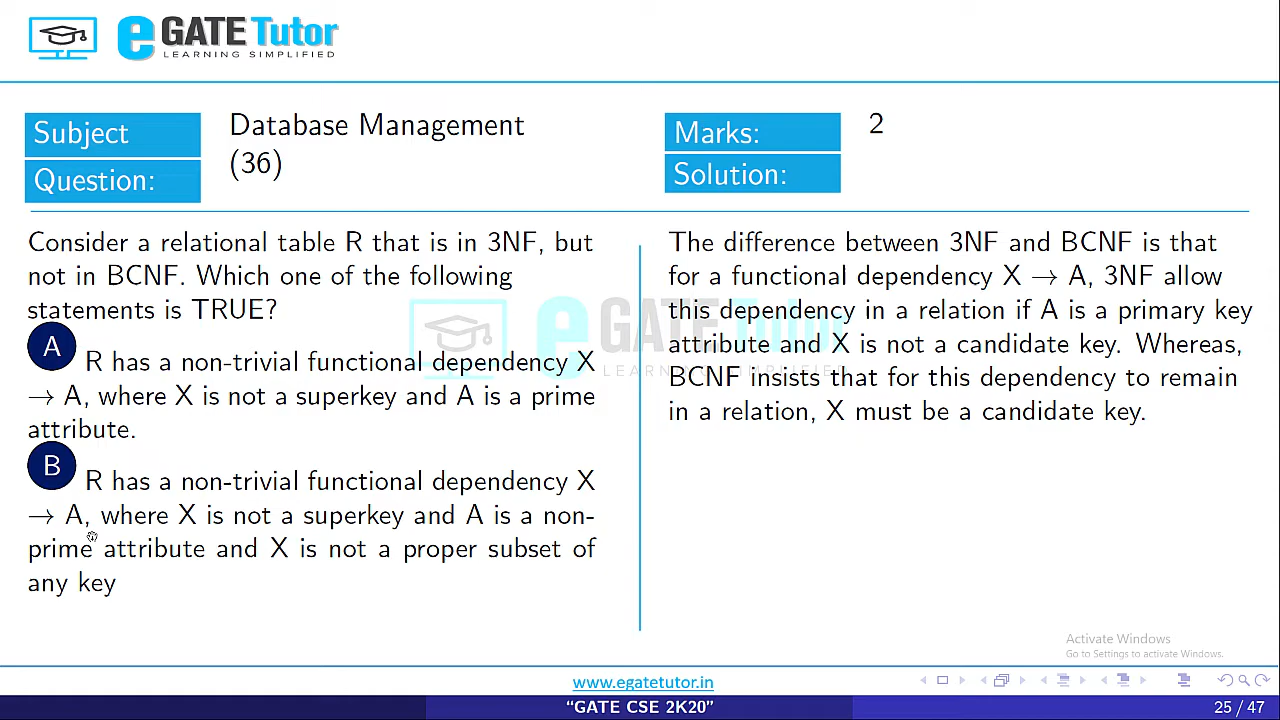 eGATE Tutor
LEARNING SIMPLIFIED
Subject
Question:
Database Management
(36)
Marks:
Solution:
2
Consider a relational table R that is in 3NF, but
not in BCNF. Which one of the following
statements is TRUE?
A
R has a non-trivial functional dependency X
→ A, where X is not a superkey and A is a prime
attribute.
B
R has a non-trivial functional dependency X
→ A, where X is not a superkey and A is a non-
prime attribute and X is not a proper subset of
any key
The difference between 3NF and BCNF is that
for a functional dependency X → A, 3NF allow
this dependency in a relation if A is a primary key
attribute and X is not a candidate key. Whereas,
BCNF insists that for this dependency to remain
in a relation, X must be a candidate key.
eGATE Tutor
LEARNING SIMPLIFIED
Activate Windows
Go to Settings to activate Windows.
www.egatetutor.in
“GATE CSE 2K20”
25 / 47